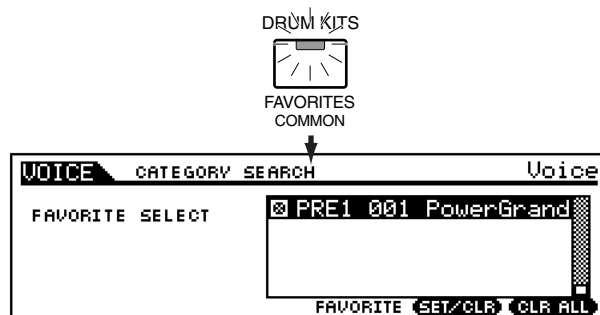 DRUM KITS
FAVORITES
COMMON
VOICE CATEGORY SEARCH Voice
FAVORITE SELECT
PRE1 001 PowerGrand
FAVORITE SET/CLR CLR ALL